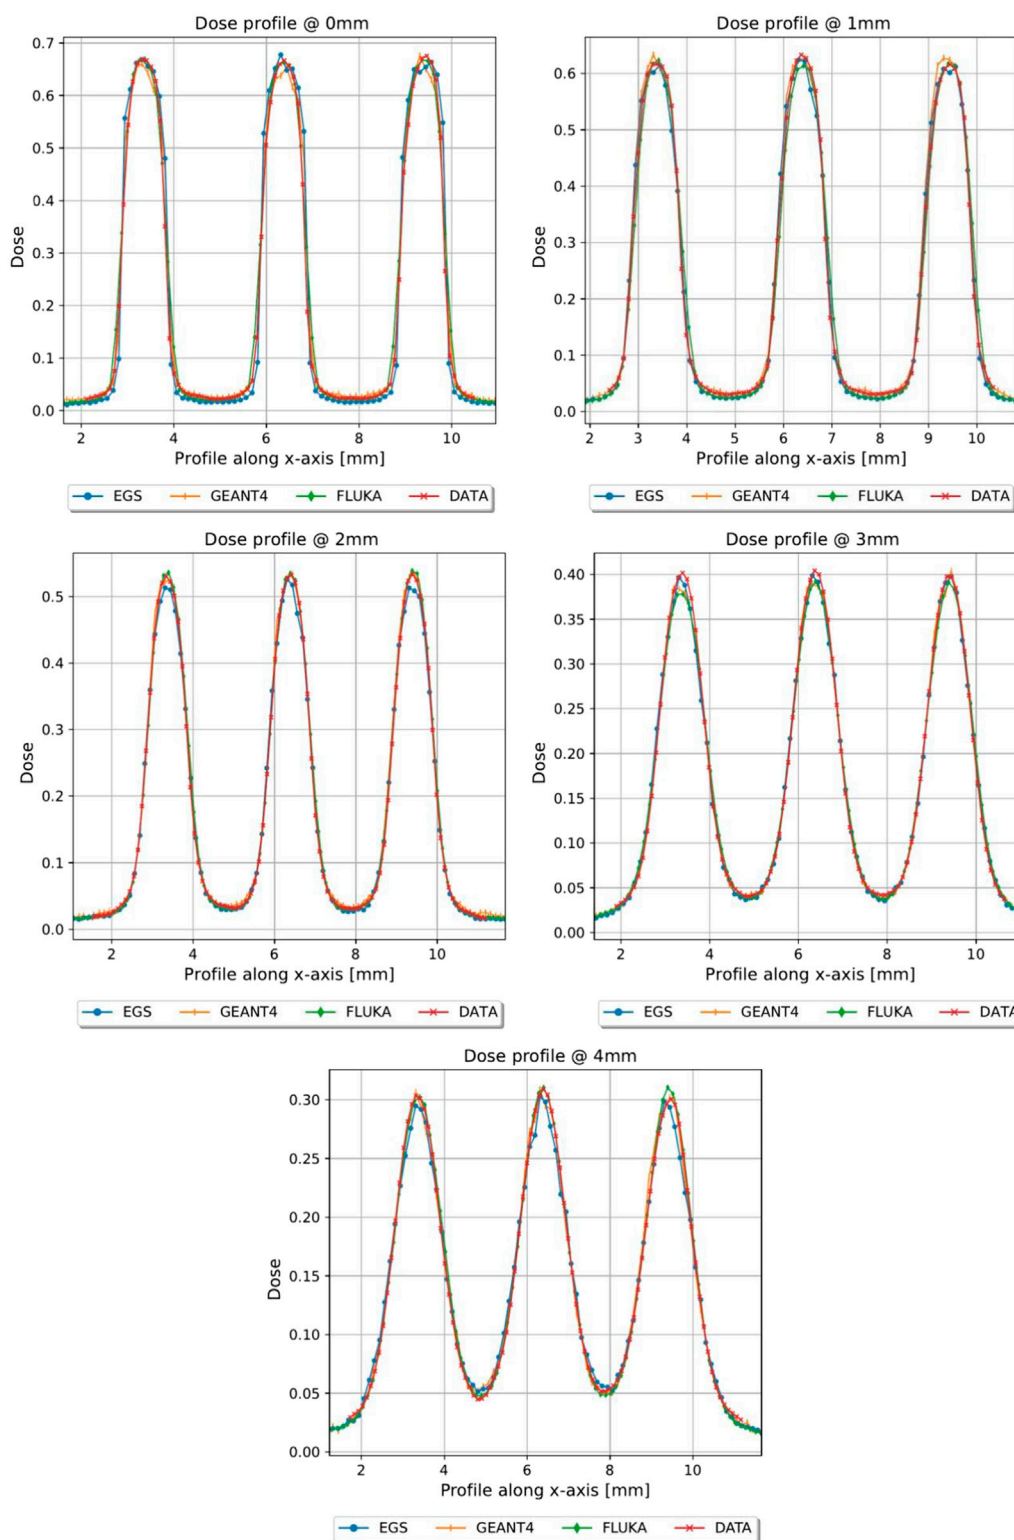 Dose profile @ 0mm
0.7
0.6
0.5
0.4
0.3
0.2
0.1
0.0
Dose
2 4 6 8 10
Profile along x-axis [mm]
EGS GEANT4 FLUKA DATA
Dose profile @ 1mm
0.6
0.5
0.4
0.3
0.2
0.1
0.0
Dose
2 3 4 5 6 7 8 9 10
Profile along x-axis [mm]
EGS GEANT4 FLUKA DATA
Dose profile @ 2mm
0.5
0.4
0.3
0.2
0.1
0.0
Dose
2 4 6 8 10
Profile along x-axis [mm]
EGS GEANT4 FLUKA DATA
Dose profile @ 3mm
0.40
0.35
0.30
0.25
0.20
0.15
0.10
0.05
0.00
Dose
2 4 6 8 10
Profile along x-axis [mm]
EGS GEANT4 FLUKA DATA
Dose profile @ 4mm
0.30
0.25
0.20
0.15
0.10
0.05
0.00
Dose
2 4 6 8 10
Profile along x-axis [mm]
EGS GEANT4 FLUKA DATA